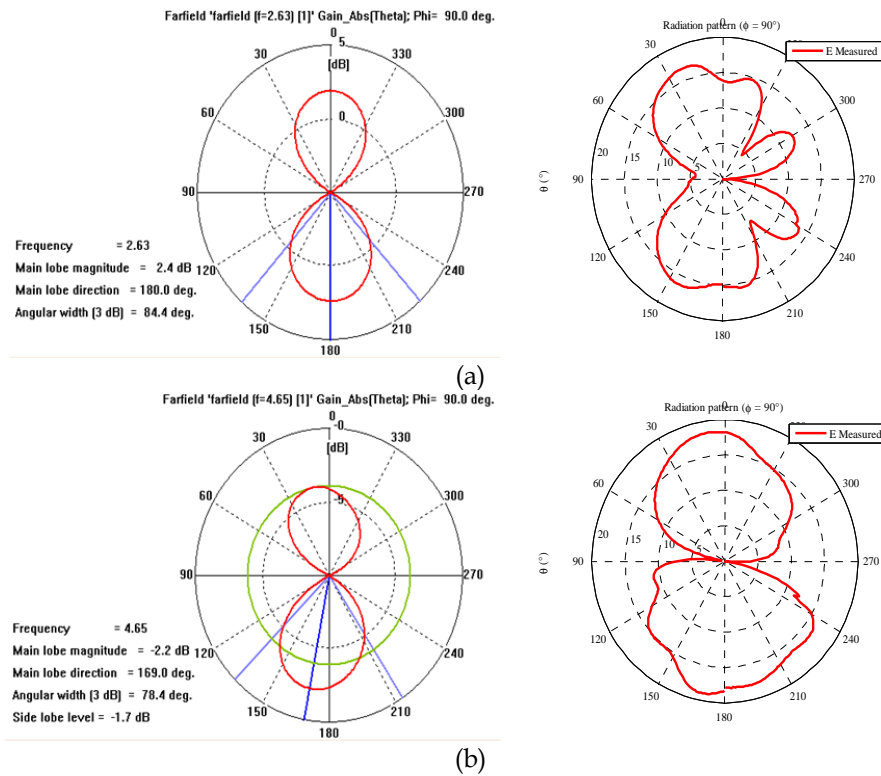 Farfield 'farfield (f=2.63) [1]' Gain_Abs(Theta); Phi= 90.0 deg.
0
5
[dB]
0
30
330
60
300
90
270
120
240
150
210
180
Frequency = 2.63
Main lobe magnitude = 2.4 dB
Main lobe direction = 180.0 deg.
Angular width (3 dB) = 84.4 deg.
Radiation pattern (ϕ = 90°)
E Measured
0
30
60
300
20
15
10
5
90
270
θ (°)
120
240
150
210
180
(a)
Farfield 'farfield (f=4.65) [1]' Gain_Abs(Theta); Phi= 90.0 deg.
0
-0
[dB]
5
30
330
60
300
90
270
120
240
150
210
180
Frequency = 4.65
Main lobe magnitude = -2.2 dB
Main lobe direction = 169.0 deg.
Angular width (3 dB) = 78.4 deg.
Side lobe level = -1.7 dB
Radiation pattern (ϕ = 90°)
E Measured
0
30
60
300
20
15
10
5
90
270
θ (°)
120
240
150
210
180
(b)